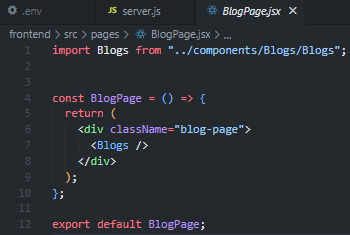 .env
JS server.js
BlogPage.jsx
frontend > src > pages > BlogPage.jsx > ...
1 import Blogs from "../components/Blogs/Blogs";
2
3
4 const BlogPage = () => {
5   return (
6     <div className="blog-page">
7       <Blogs />
8     </div>
9   );
10 };
11
12 export default BlogPage;